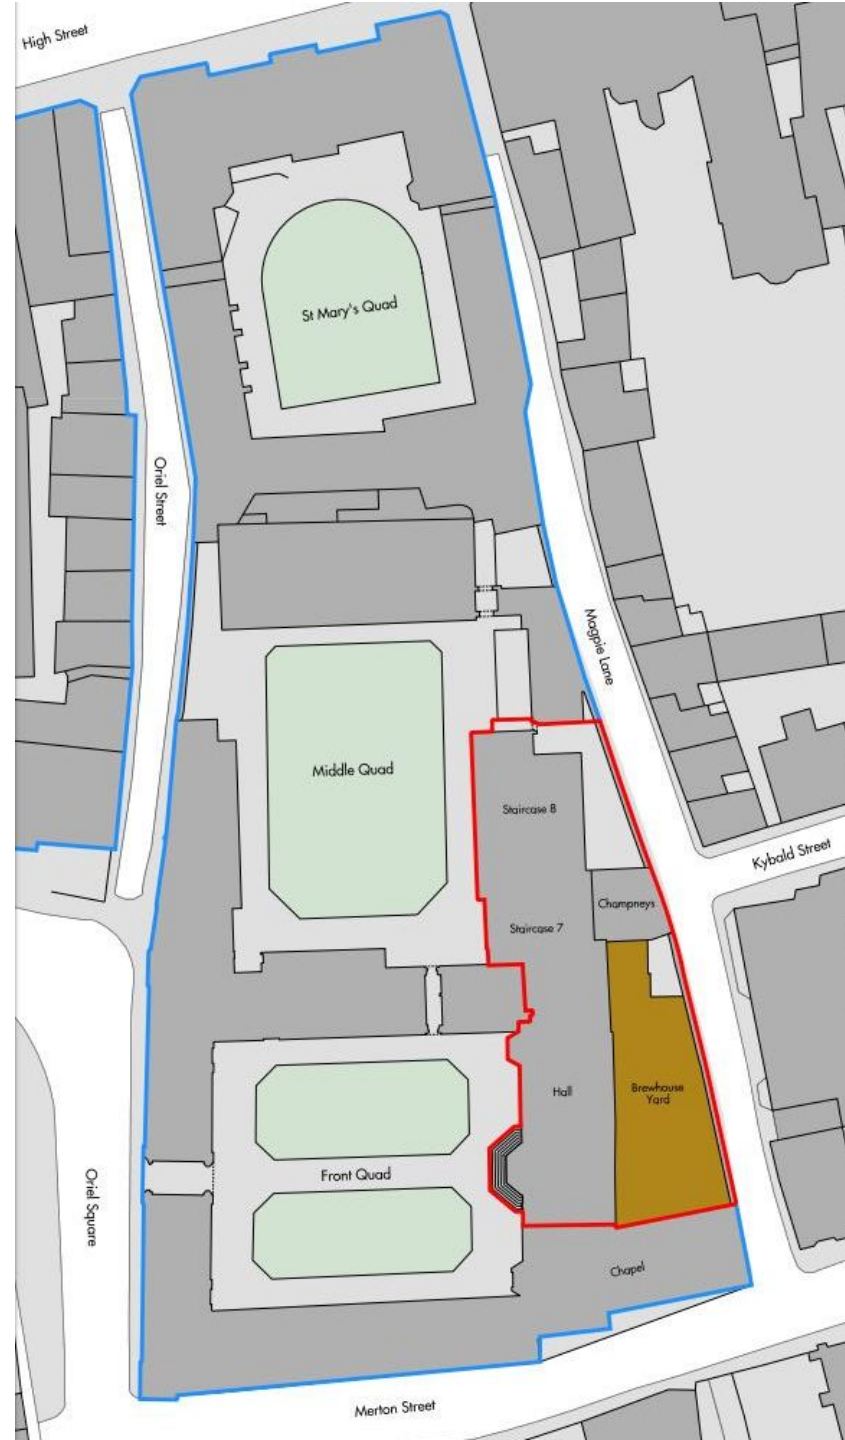 High Street
St Mary's Quad
Oriel Street
Magpie Lane
Middle Quad
Staircase 8
Kybald Street
Champneys
Staircase 7
Hall
Brewhouse
Yard
Front Quad
Oriel Square
Chapel
Merton Street